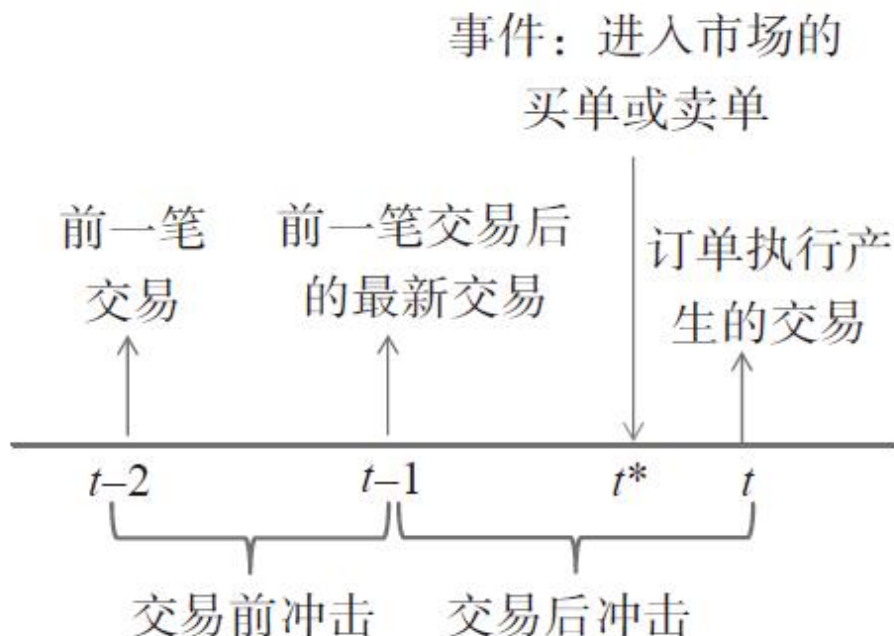 事件：进入市场的
买单或卖单
前一笔
交易
前一笔交易后
的最新交易
订单执行产
生的交易
t–2
t–1
t*
t
交易前冲击
交易后冲击